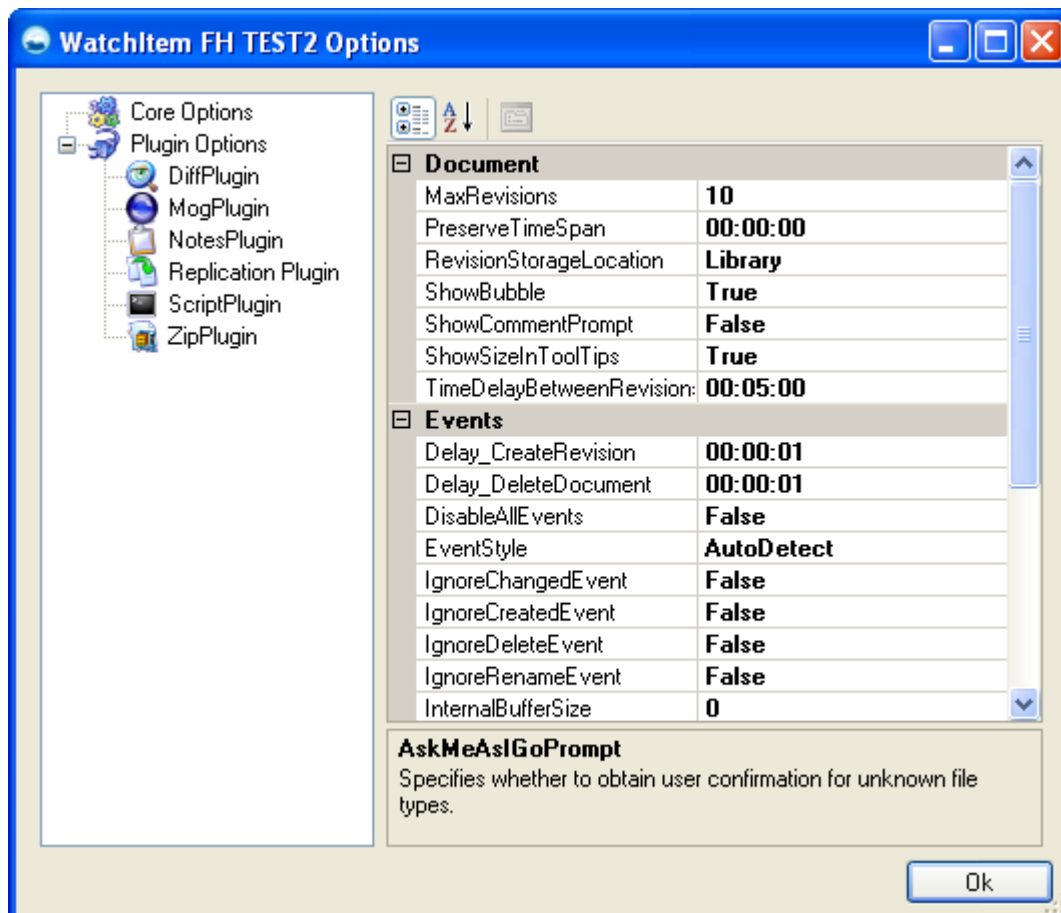 WatchItem FH TEST2 Options
Core Options
Plugin Options
DiffPlugin
MogPlugin
NotesPlugin
Replication Plugin
ScriptPlugin
ZipPlugin
A
Z
Document
MaxRevisions 10
PreserveTimeSpan 00:00:00
RevisionStorageLocation Library
ShowBubble True
ShowCommentPrompt False
ShowSizeInToolTips True
TimeDelayBetweenRevision: 00:05:00
Events
Delay_CreateRevision 00:00:01
Delay_DeleteDocument 00:00:01
DisableAllEvents False
EventStyle AutoDetect
IgnoreChangedEvent False
IgnoreCreatedEvent False
IgnoreDeleteEvent False
IgnoreRenameEvent False
InternalBufferSize 0
AskMeAsIGoPrompt
Specifies whether to obtain user confirmation for unknown file
types.
Ok